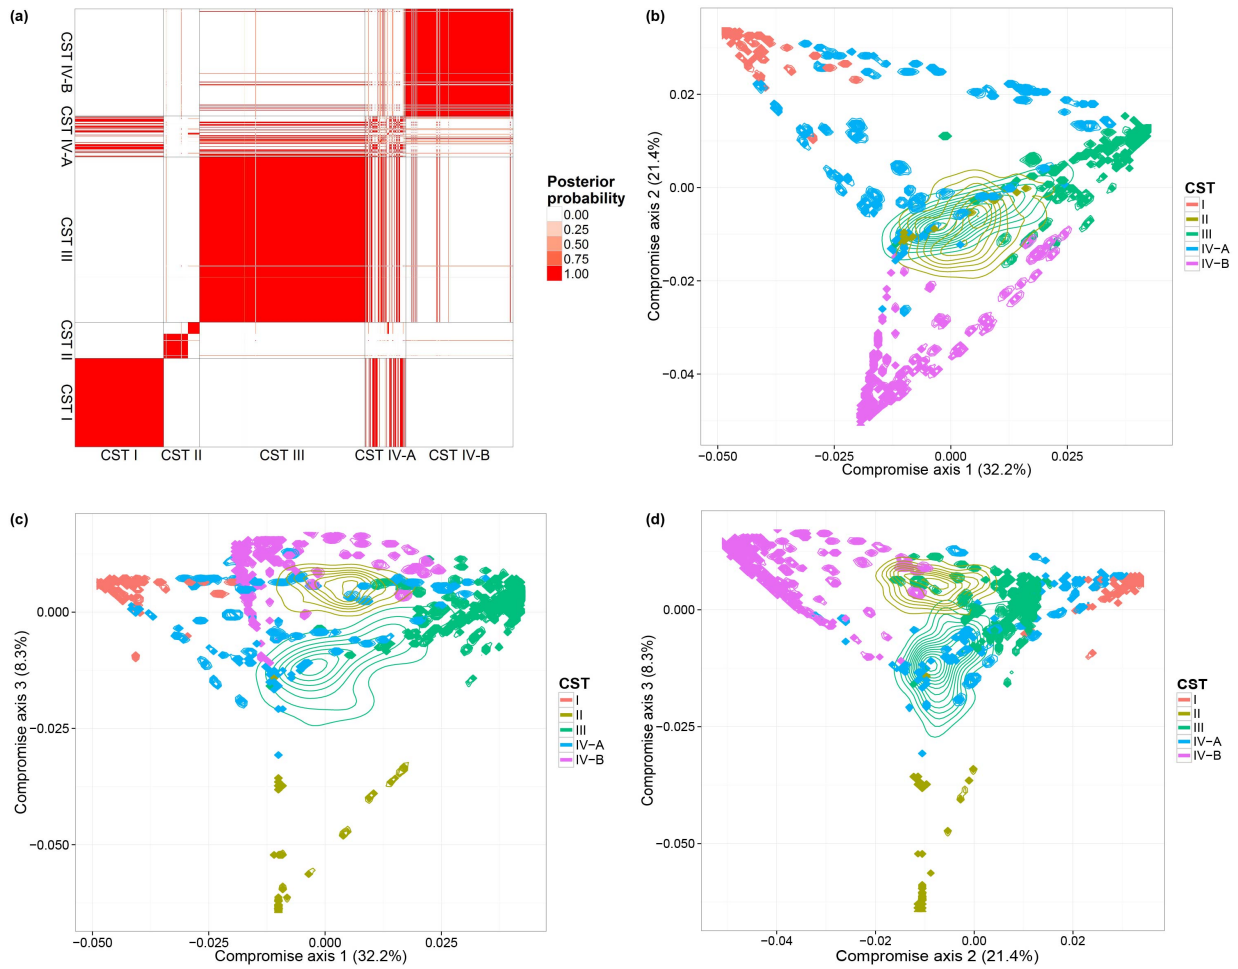 (a)
CST IV-B
CST IV-A
CST III
CST II
CST I
CST I CST II CST III CST IV-A CST IV-B
Posterior
probability
0.00
0.25
0.50
0.75
1.00
(b)
Compromise axis 2 (21.4%)
0.02
0.00
−0.02
−0.04
−0.050 −0.025 0.000 0.025
Compromise axis 1 (32.2%)
CST
I
II
III
IV−A
IV−B
(c)
Compromise axis 3 (8.3%)
0.000
−0.025
−0.050
−0.050 −0.025 0.000 0.025
Compromise axis 1 (32.2%)
CST
I
II
III
IV−A
IV−B
(d)
Compromise axis 3 (8.3%)
0.000
−0.025
−0.050
−0.04 −0.02 0.00 0.02
Compromise axis 2 (21.4%)
CST
I
II
III
IV−A
IV−B